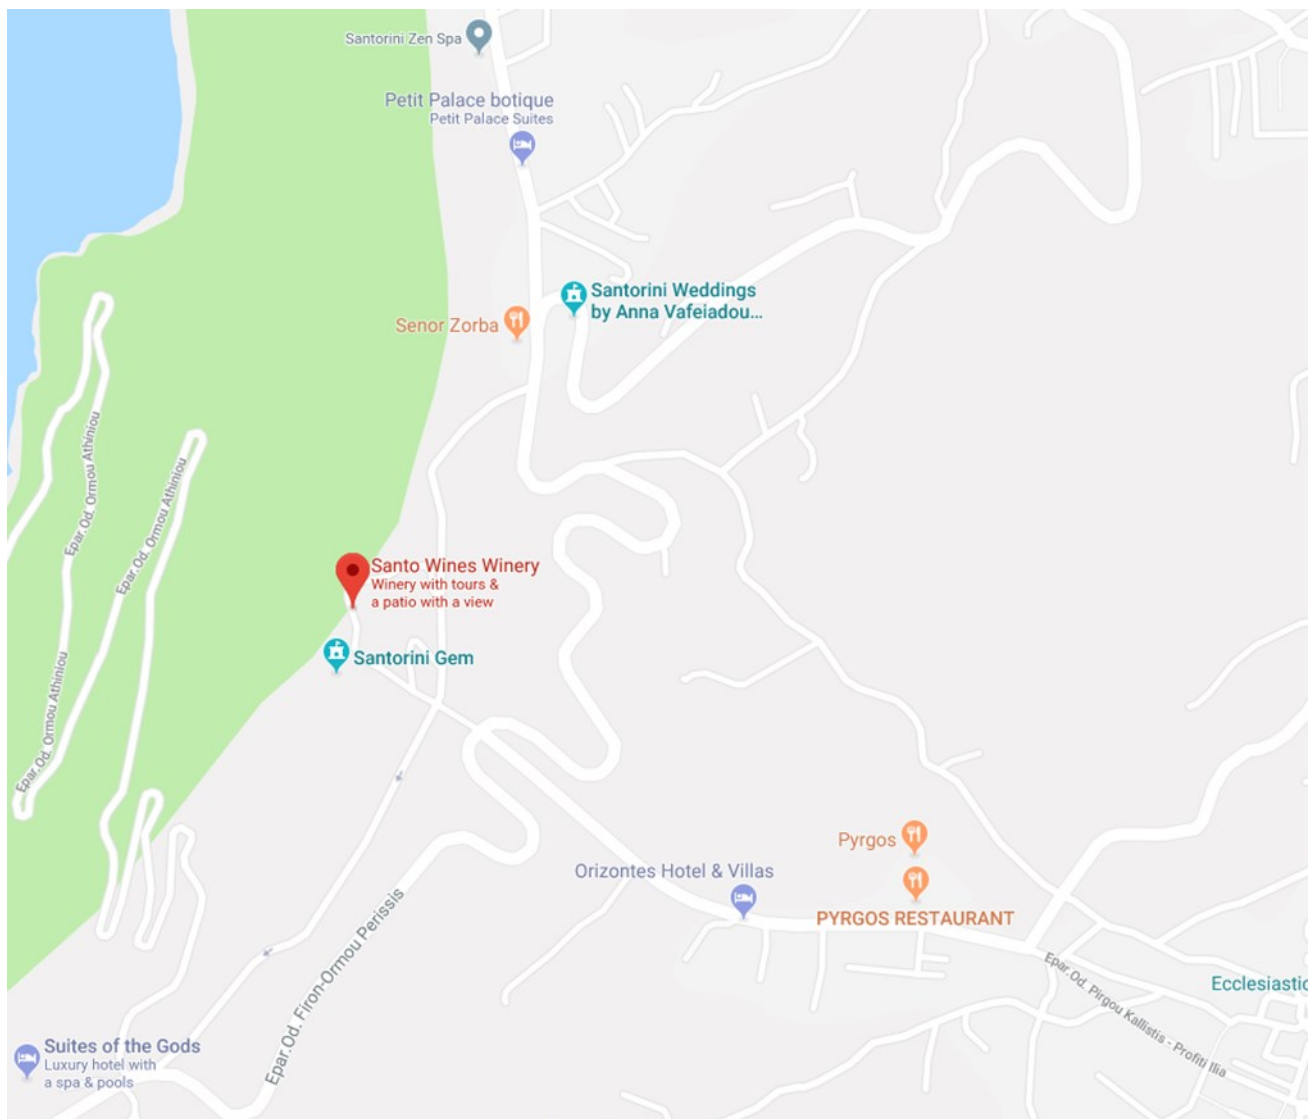 Santorini Zen Spa
Petit Palace botique
Petit Palace Suites
Santorini Weddings
by Anna Vafeiadou...
Senor Zorba
Epar.Od. Ormou Athiniou
Epar.Od. Ormou Athiniou
Santo Wines Winery
Winery with tours &
a patio with a view
Santorini Gem
Epar.Od. Ormou Athiniou
Pyrgos
Orizontes Hotel & Villas
PYRGOS RESTAURANT
Epar.Od. Firon-Ormou Perissis
Epar.Od. Pirgou Kallistis - Profiti Ilia
Ecclesiastic
Suites of the Gods
Luxury hotel with
a spa & pools